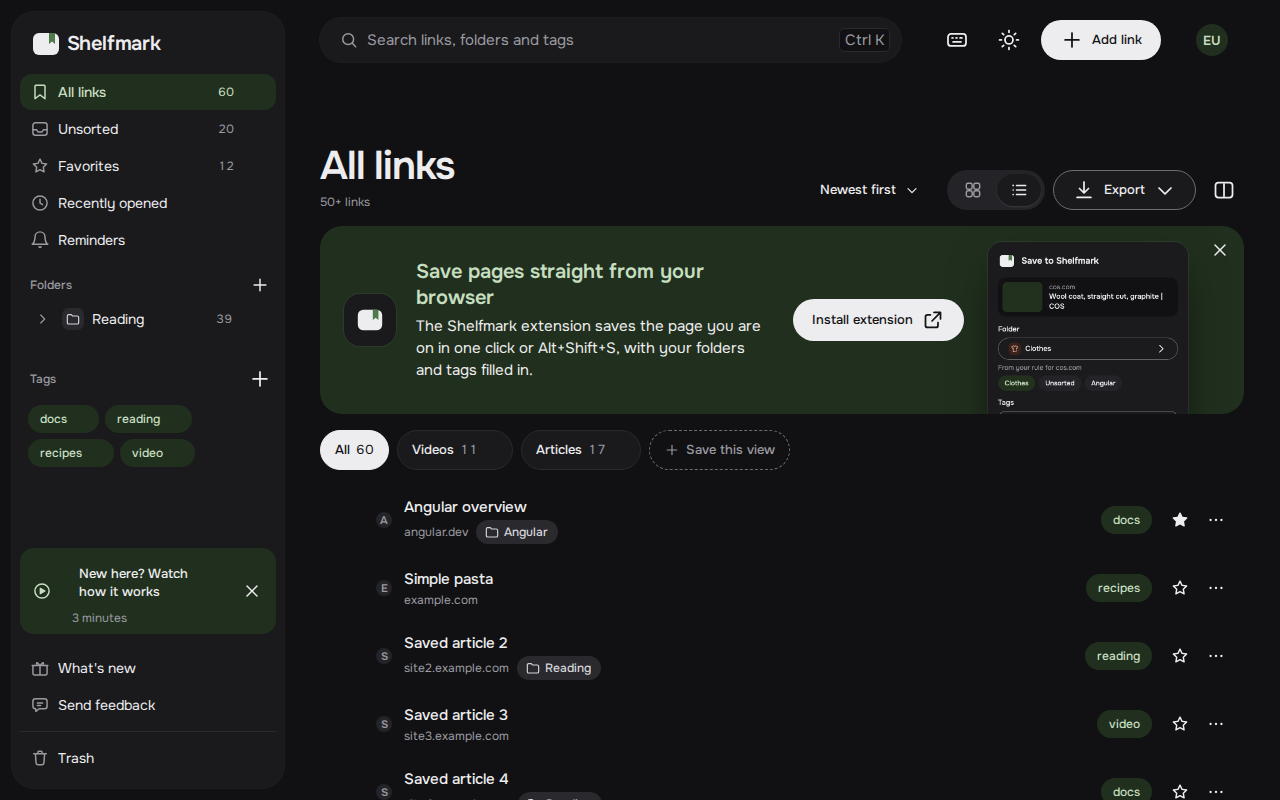 Shelfmark
All links 60
Unsorted 20
Favorites 12
Recently opened
Reminders
Folders
Reading 39
Tags
docs reading
recipes video
New here? Watch
how it works
3 minutes
What's new
Send feedback
Trash
Search links, folders and tags Ctrl K
Add link
EU
All links
50+ links
Newest first
Export
Save pages straight from your
browser
The Shelfmark extension saves the page you are
on in one click or Alt+Shift+S, with your folders
and tags filled in.
Install extension
Save to Shelfmark
cos.com
Wool coat, straight cut, graphite |
COS
Folder
Clothes
From your rule for cos.com
Clothes Unsorted Angular
Tags
All 60 Videos 11 Articles 17 Save this view
A Angular overview
angular.dev Angular
docs
E Simple pasta
example.com
recipes
S Saved article 2
site2.example.com Reading
reading
S Saved article 3
site3.example.com
video
S Saved article 4
docs